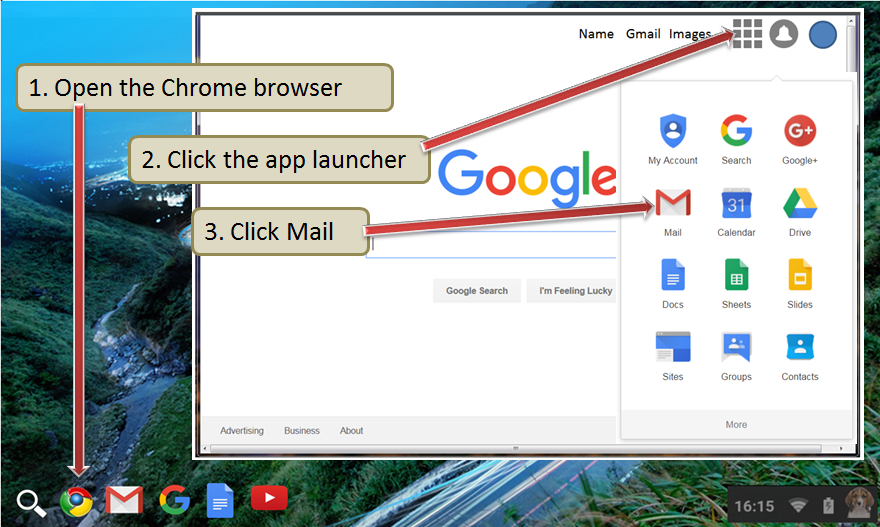 Name Gmail Images
1. Open the Chrome browser
2. Click the app launcher
3. Click Mail
Google
Google Search I'm Feeling Lucky
My Account Search Google+
G+
31
Mail Calendar Drive
Docs Sheets Slides
Sites Groups Contacts
More
Advertising Business About
G
16:15